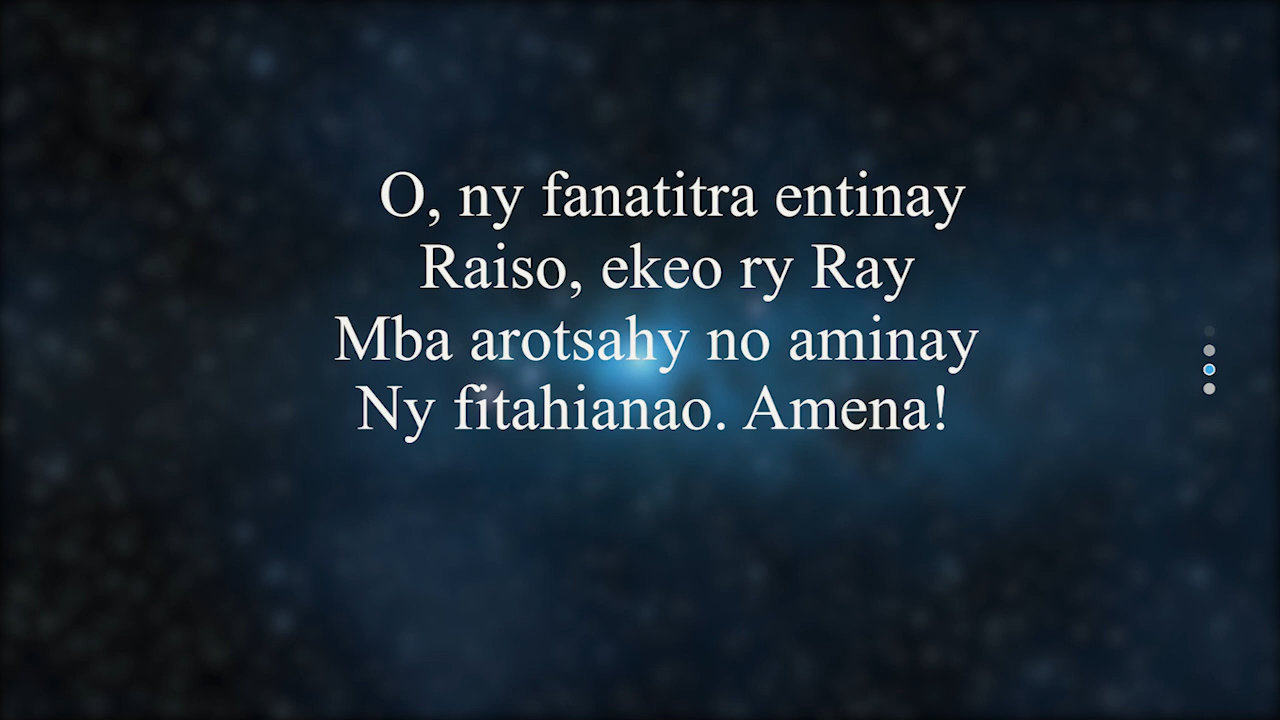 O, ny fanatitra entinay
Raiso, ekeo ry Ray
Mba arotsahy no aminay
Ny fitahianao. Amena!